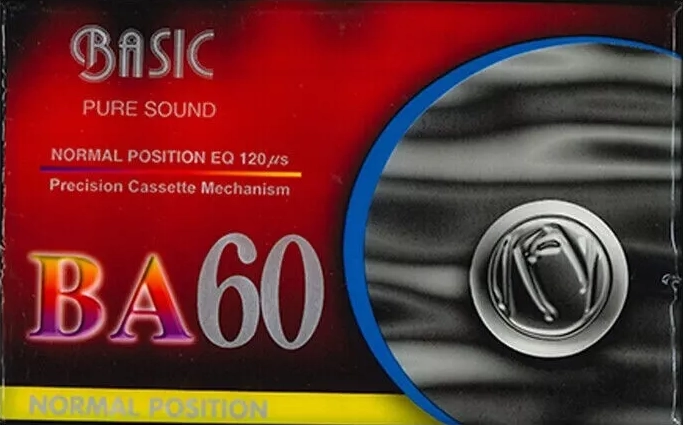 BASIC
PURE SOUND
NORMAL POSITION EQ 120μs
Precision Cassette Mechanism
BA60
NORMAL POSITION